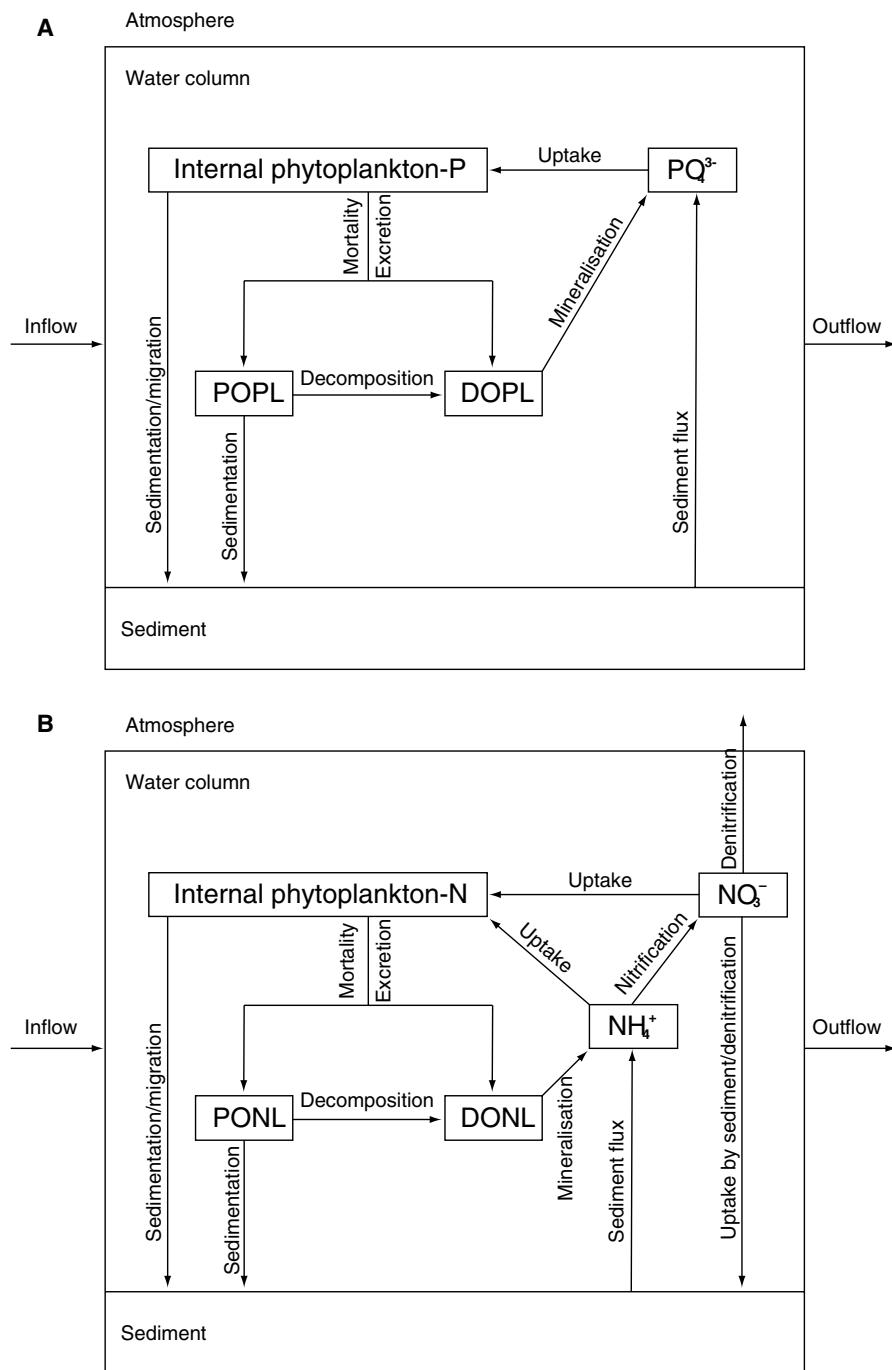 A
Atmosphere
Water column
Internal phytoplankton-P
Uptake
PO₄³⁻
Mortality
Excretion
Mineralisation
Inflow
Outflow
POPL
Decomposition
DOPL
Sedimentation/migration
Sedimentation
Sediment flux
Sediment
B
Atmosphere
Water column
Denitrification
Internal phytoplankton-N
Uptake
NO₃⁻
Mortality
Excretion
Uptake
Nitrification
Inflow
NH₄⁺
Outflow
PONL
Decomposition
DONL
Mineralisation
Sedimentation/migration
Sedimentation
Sediment flux
Uptake by sediment/denitrification
Sediment